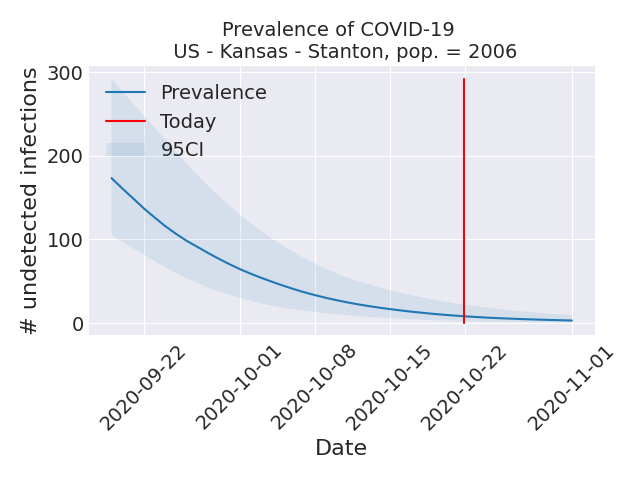 Prevalence of COVID-19
US - Kansas - Stanton, pop. = 2006
# undetected infections
300
200
100
0
Prevalence
Today
95CI
2020-09-22
2020-10-01
2020-10-08
2020-10-15
2020-10-22
2020-11-01
Date